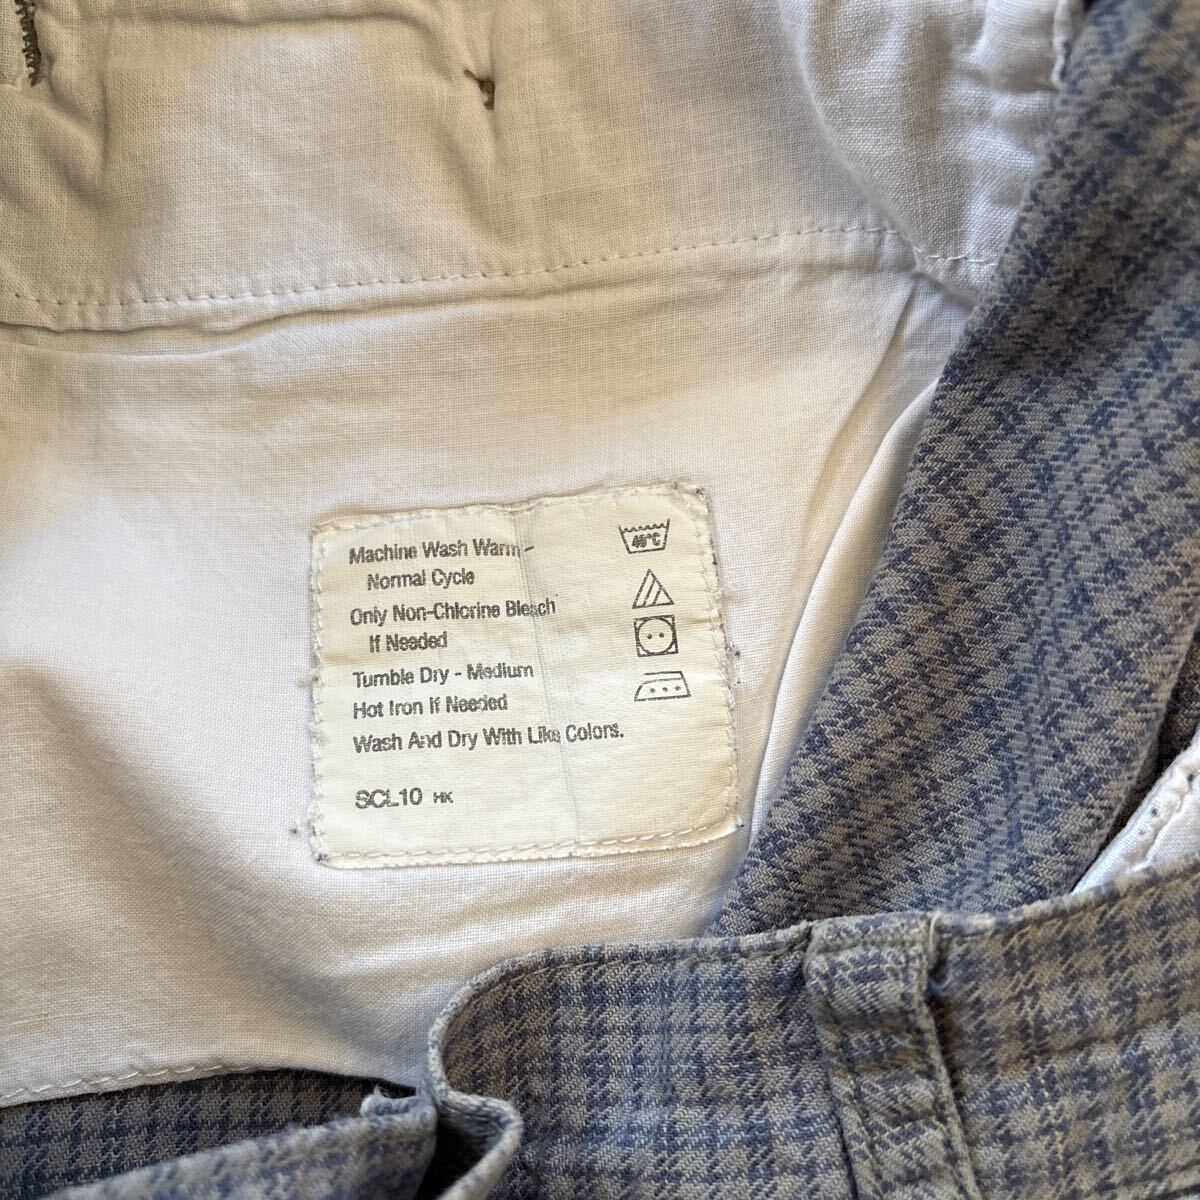 Machine Wash Warm -
Normal Cycle
Only Non-Chlorine Bleach
If Needed
Tumble Dry - Medium
Hot Iron If Needed
Wash And Dry With Like Colors.
SCL10 HK
40°C